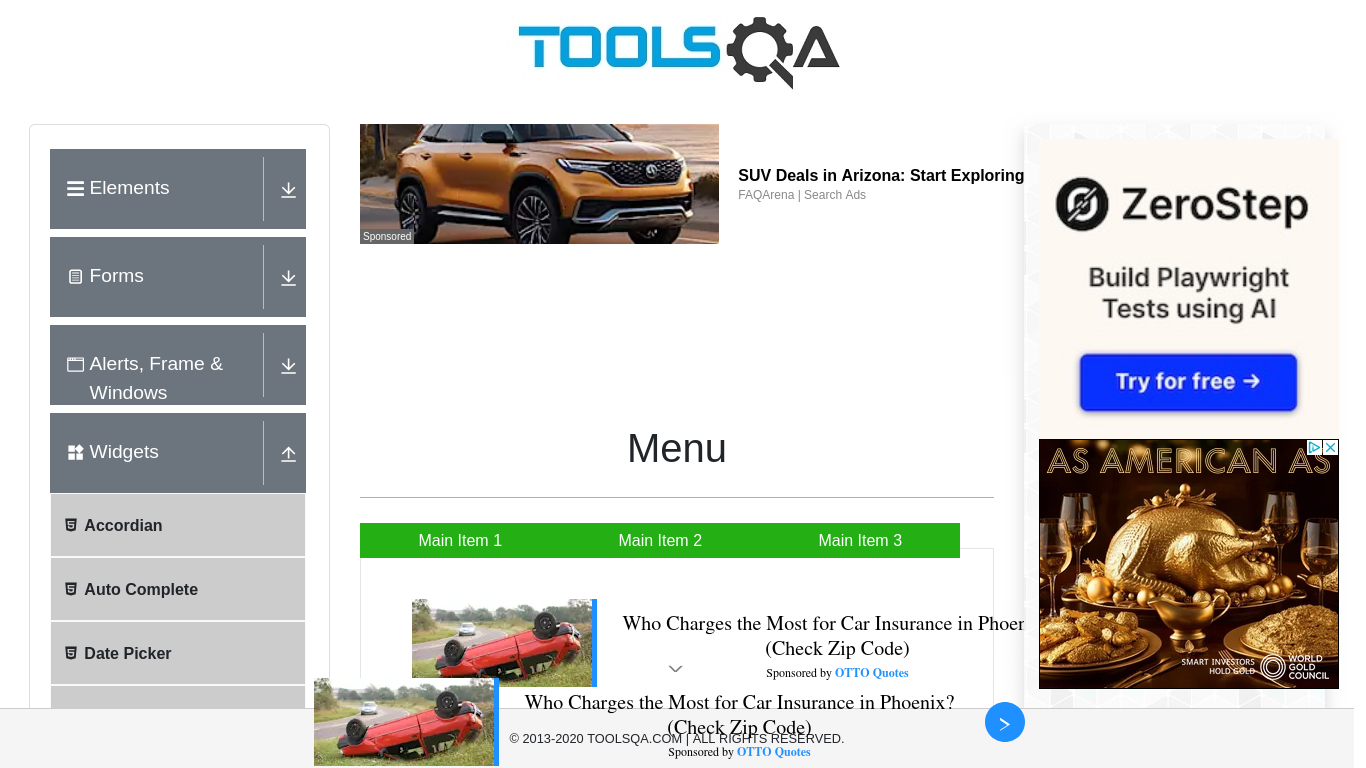 TOOLSQA
Elements
Forms
Alerts, Frame &
Windows
Widgets
Accordian
Auto Complete
Date Picker
Sponsored
SUV Deals in Arizona: Start Exploring
FAQArena | Search Ads
Menu
Main Item 1
Main Item 2
Main Item 3
Who Charges the Most for Car Insurance in Phoen
(Check Zip Code)
Sponsored by OTTO Quotes
Who Charges the Most for Car Insurance in Phoenix?
(Check Zip Code)
Sponsored by OTTO Quotes
© 2013-2020 TOOLSQA.COM | ALL RIGHTS RESERVED.
ZeroStep
Build Playwright
Tests using AI
Try for free →
AS AMERICAN AS
SMART INVESTORS
HOLD GOLD
WORLD
GOLD
COUNCIL